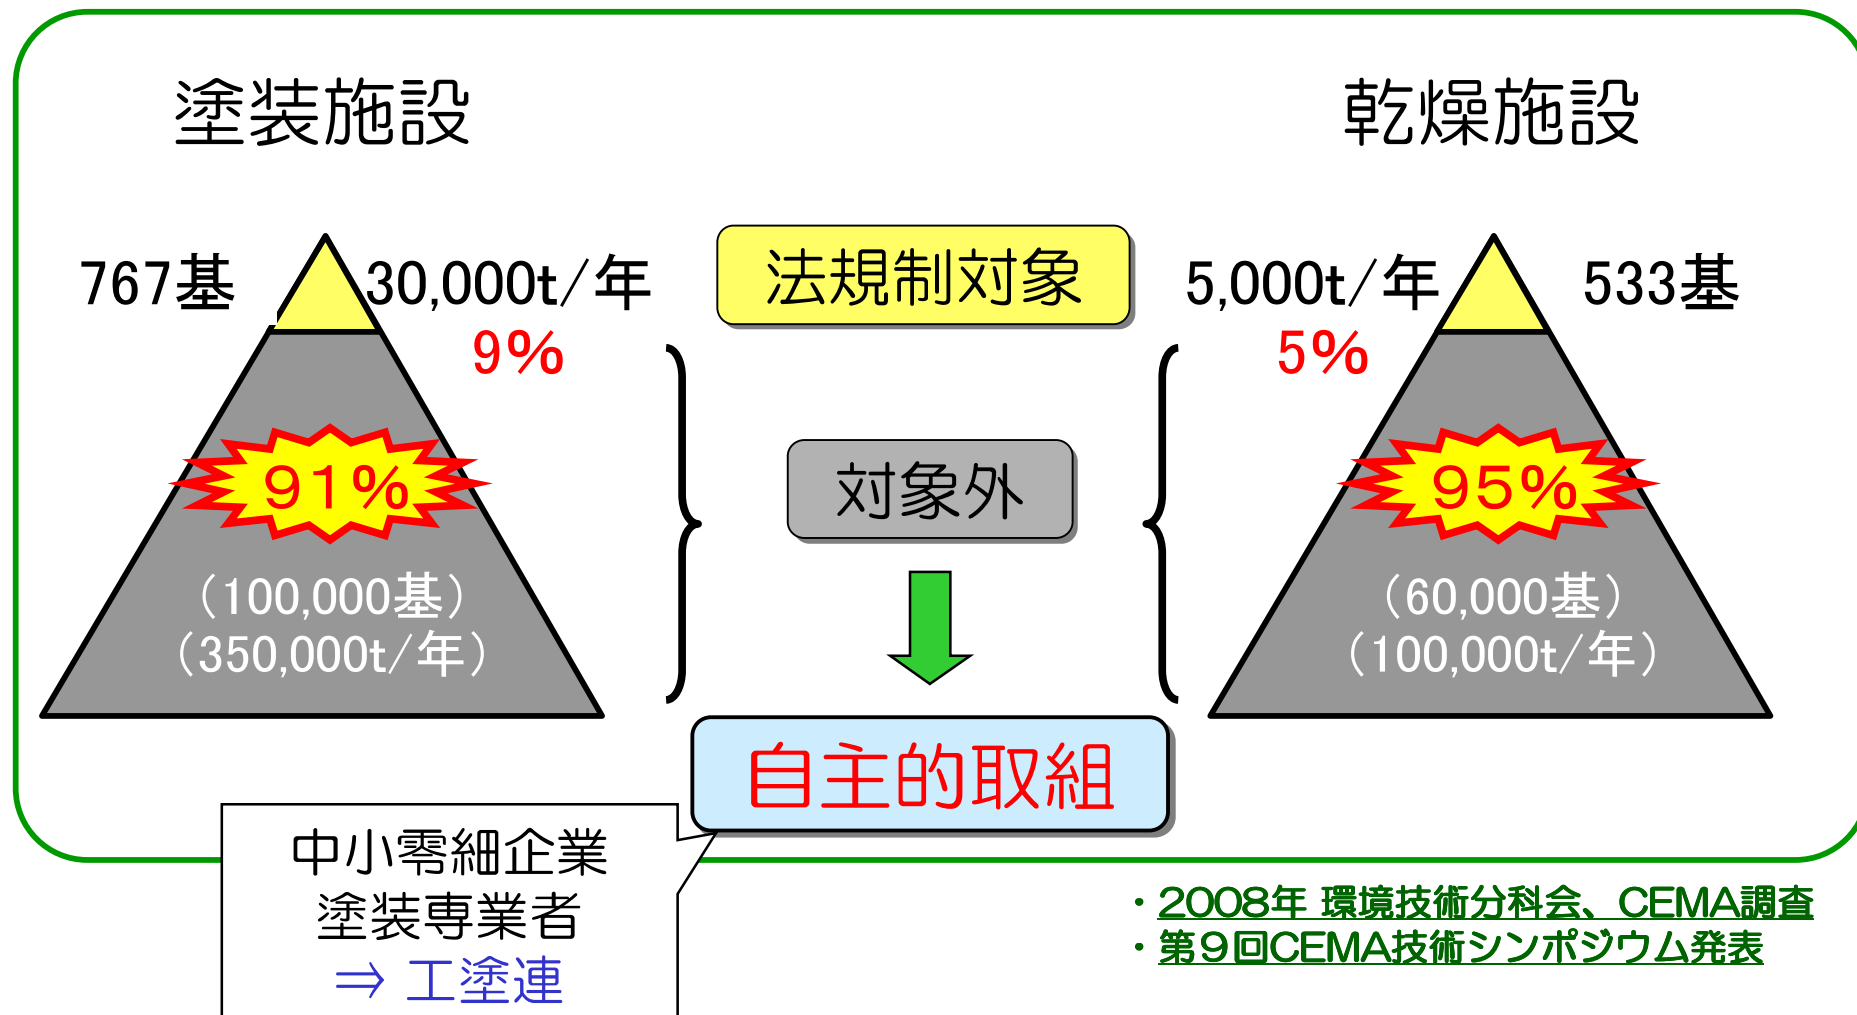 塗装施設
乾燥施設
767基
30,000t/年
9%
法規制対象
5,000t/年
5%
533基
91%
(100,000基)
(350,000t/年)
対象外
95%
(60,000基)
(100,000t/年)
自主的取組
中小零細企業
塗装専業者
⇒ 工塗連
・2008年 環境技術分科会、CEMA調査
・第9回CEMA技術シンポジウム発表